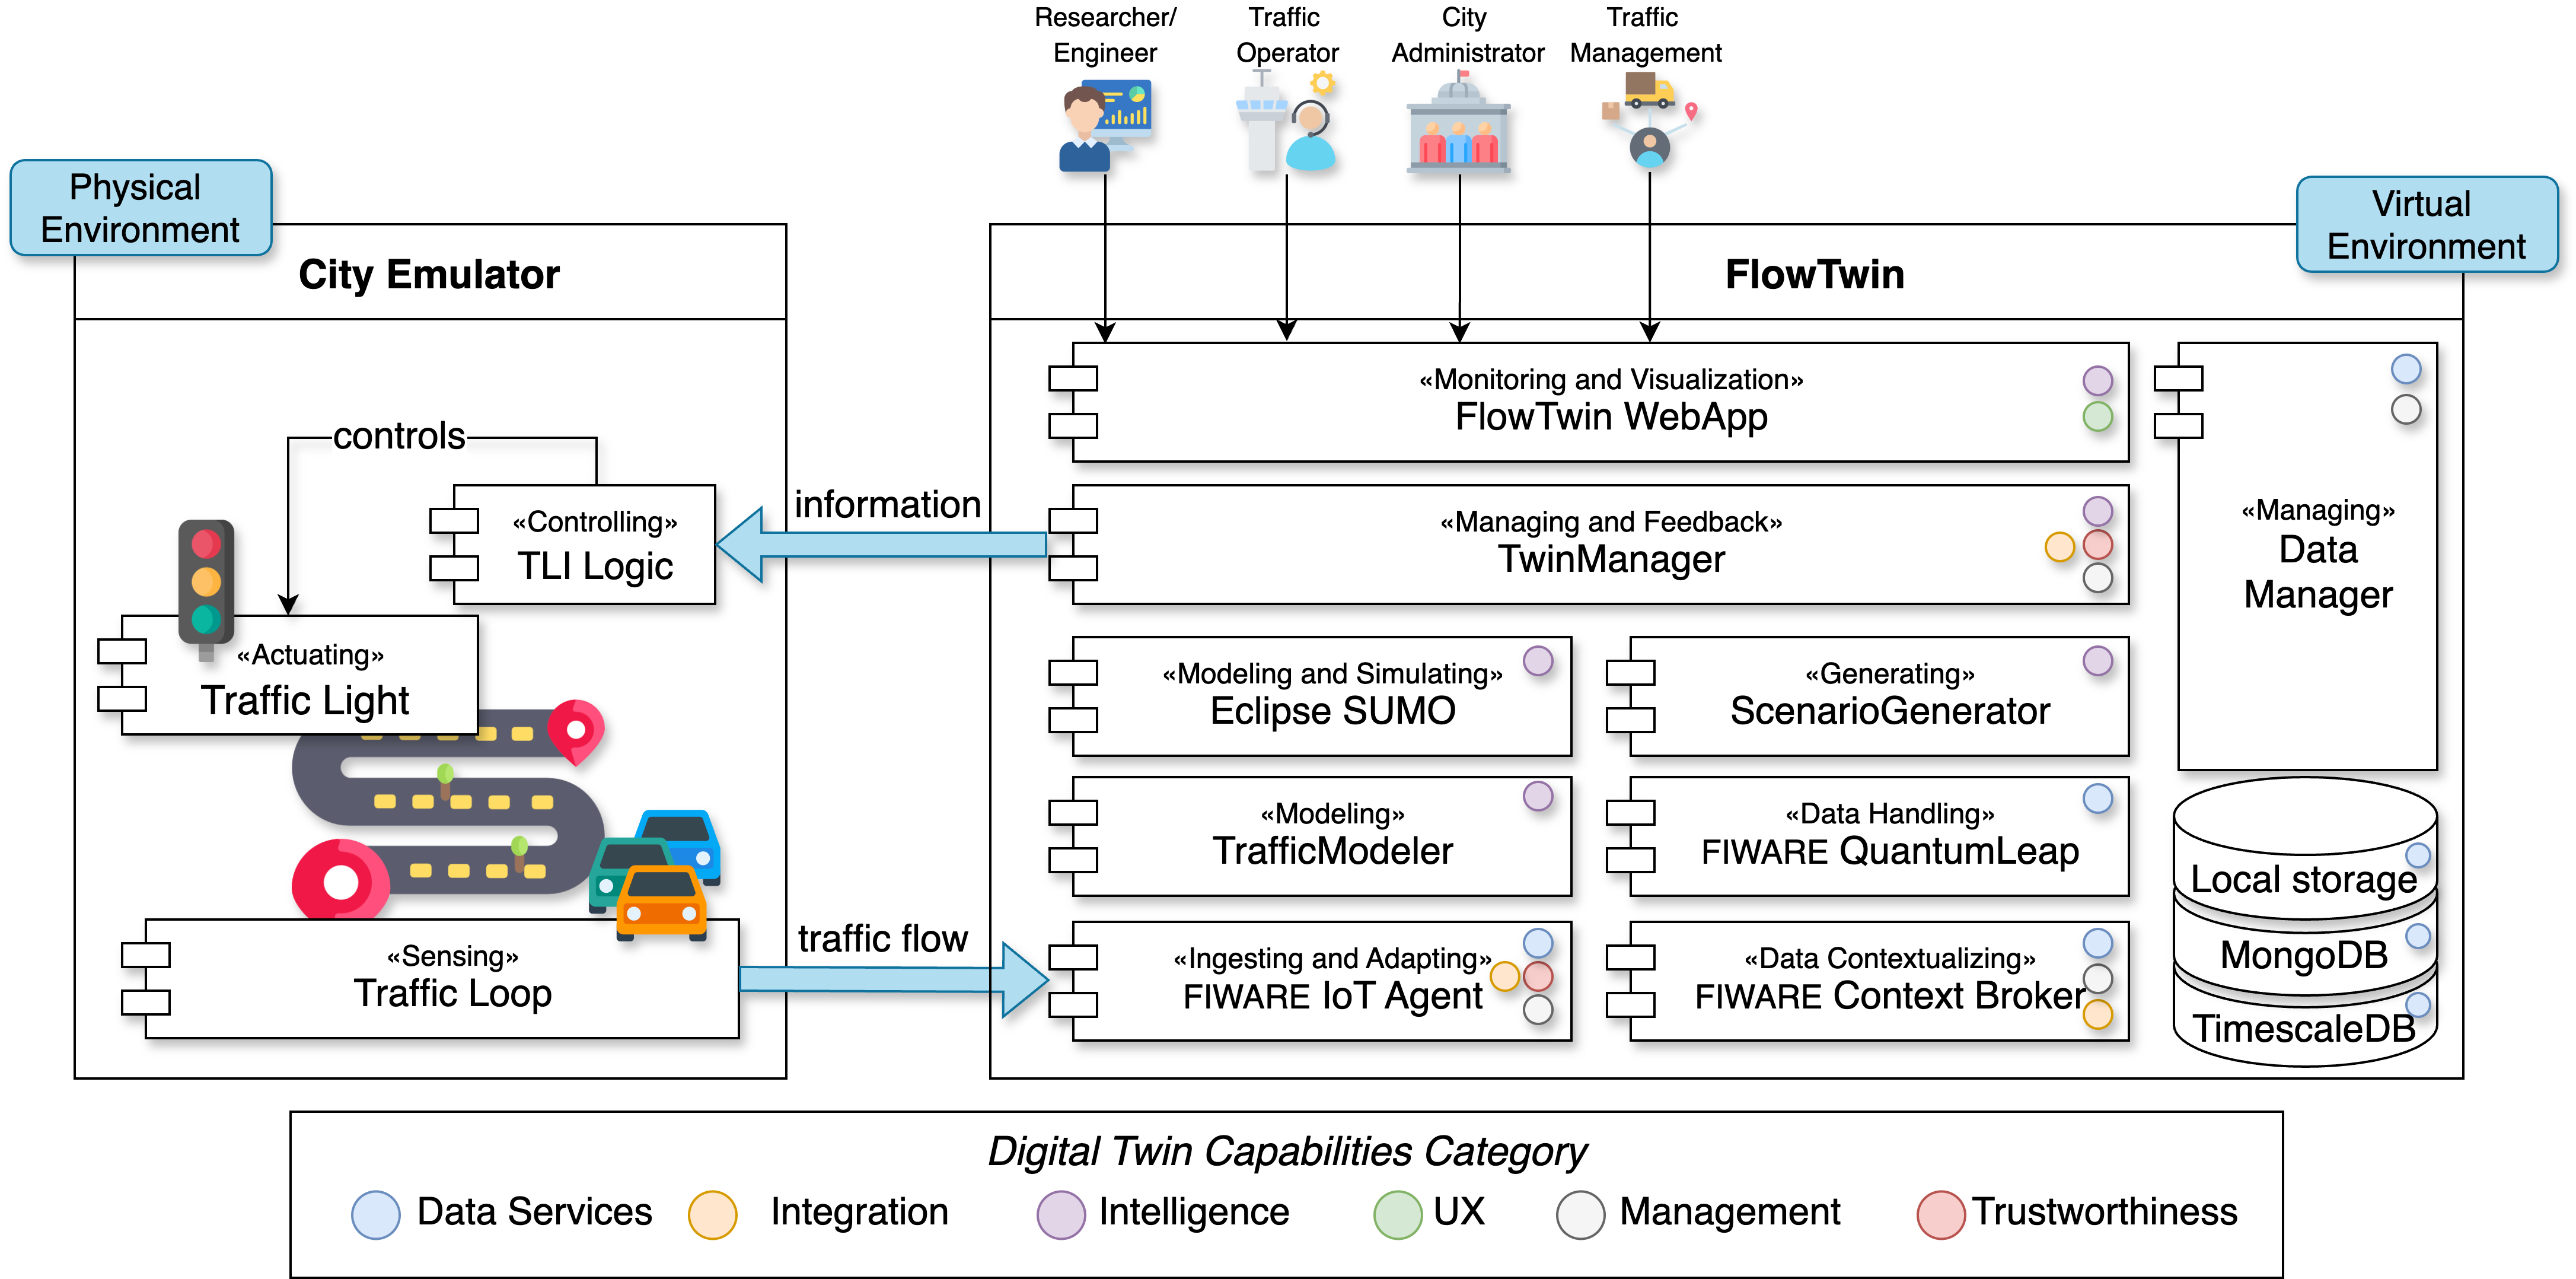 Researcher/
Engineer
Traffic
Operator
City
Administrator
Traffic
Management
Physical
Environment
Virtual
Environment
City Emulator
FlowTwin
controls
«Controlling»
TLI Logic
«Actuating»
Traffic Light
«Sensing»
Traffic Loop
information
traffic flow
«Monitoring and Visualization»
FlowTwin WebApp
«Managing and Feedback»
TwinManager
«Modeling and Simulating»
Eclipse SUMO
«Generating»
ScenarioGenerator
«Modeling»
TrafficModeler
«Data Handling»
FIWARE QuantumLeap
«Ingesting and Adapting»
FIWARE IoT Agent
«Data Contextualizing»
FIWARE Context Broker
«Managing»
Data
Manager
Local storage
MongoDB
TimescaleDB
Digital Twin Capabilities Category
Data Services
Integration
Intelligence
UX
Management
Trustworthiness